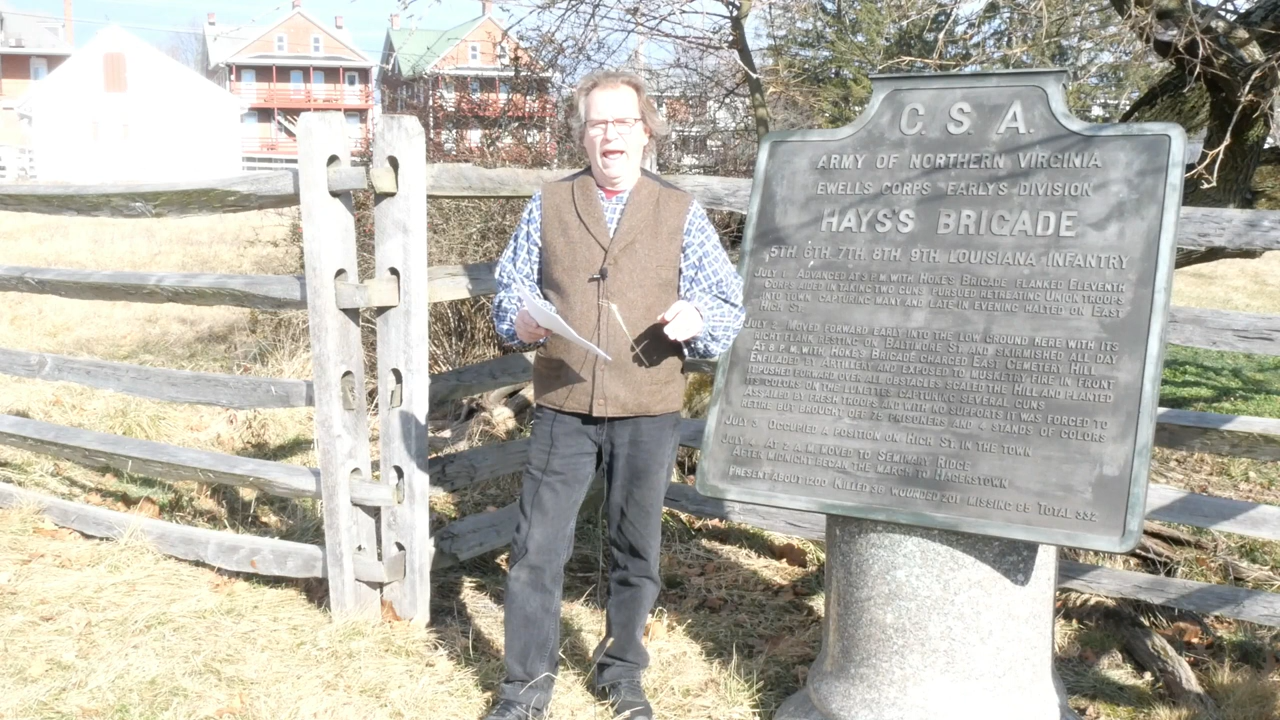 C. S. A.
ARMY OF NORTHERN VIRGINIA
EWELL'S CORPS EARLY'S DIVISION
HAYS'S BRIGADE
5TH 6TH 7TH 8TH 9TH LOUISIANA INFANTRY
JULY 1 ADVANCED AT 3 P.M. WITH HOKE'S BRIGADE FLANKED ELEVENTH
CORPS AIDED IN TAKING TWO GUNS PURSUED RETREATING UNION TROOPS
INTO TOWN CAPTURING MANY AND LATE IN EVENING HALTED ON EAST
HIGH ST.
JULY 2 MOVED FORWARD EARLY INTO THE LOW GROUND HERE WITH ITS
RIGHT FLANK RESTING ON BALTIMORE ST. AND SKIRMISHED ALL DAY
AT 8 P.M. WITH HOKE'S BRIGADE CHARGED EAST CEMETERY HILL
ENFILADED BY ARTILLERY AND EXPOSED TO MUSKETRY FIRE IN FRONT
IT PUSHED FORWARD OVER ALL OBSTACLES SCALED THE HILL AND PLANTED
ITS COLORS ON THE LUNETTES CAPTURING SEVERAL GUNS
ASSAILED BY FRESH TROOPS AND WITH NO SUPPORTS IT WAS FORCED TO
RETIRE BUT BROUGHT OFF 75 PRISONERS AND 4 STANDS OF COLORS
JULY 3 OCCUPIED A POSITION ON HIGH ST. IN THE TOWN
JULY 4 AT 2 A.M. MOVED TO SEMINARY RIDGE
AFTER MIDNIGHT BEGAN THE MARCH TO HAGERSTOWN
PRESENT ABOUT 1200 KILLED 36 WOUNDED 201 MISSING 95 TOTAL 332